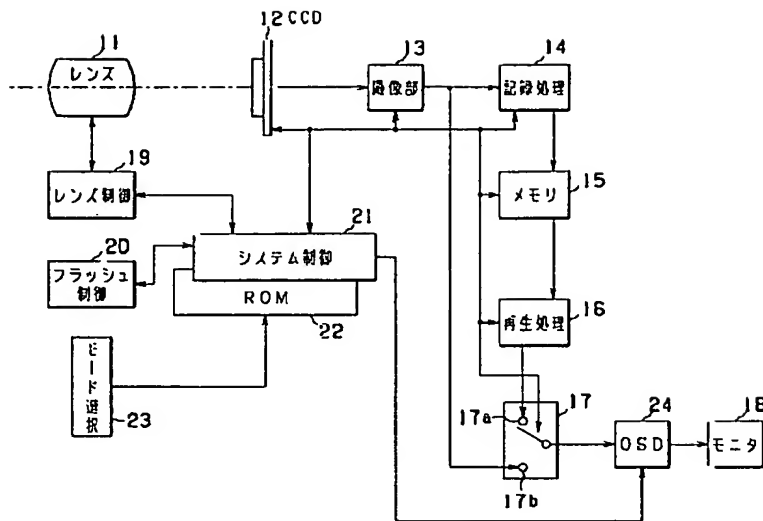 11
レンズ
12 CCD
13
撮像部
14
記録処理
19
レンズ制御
メモリ
15
20
フラッシュ
制御
21
システム制御
ROM
22
再生処理
16
モード選択
23
17a
17
17b
24
OSD
18
モニタ